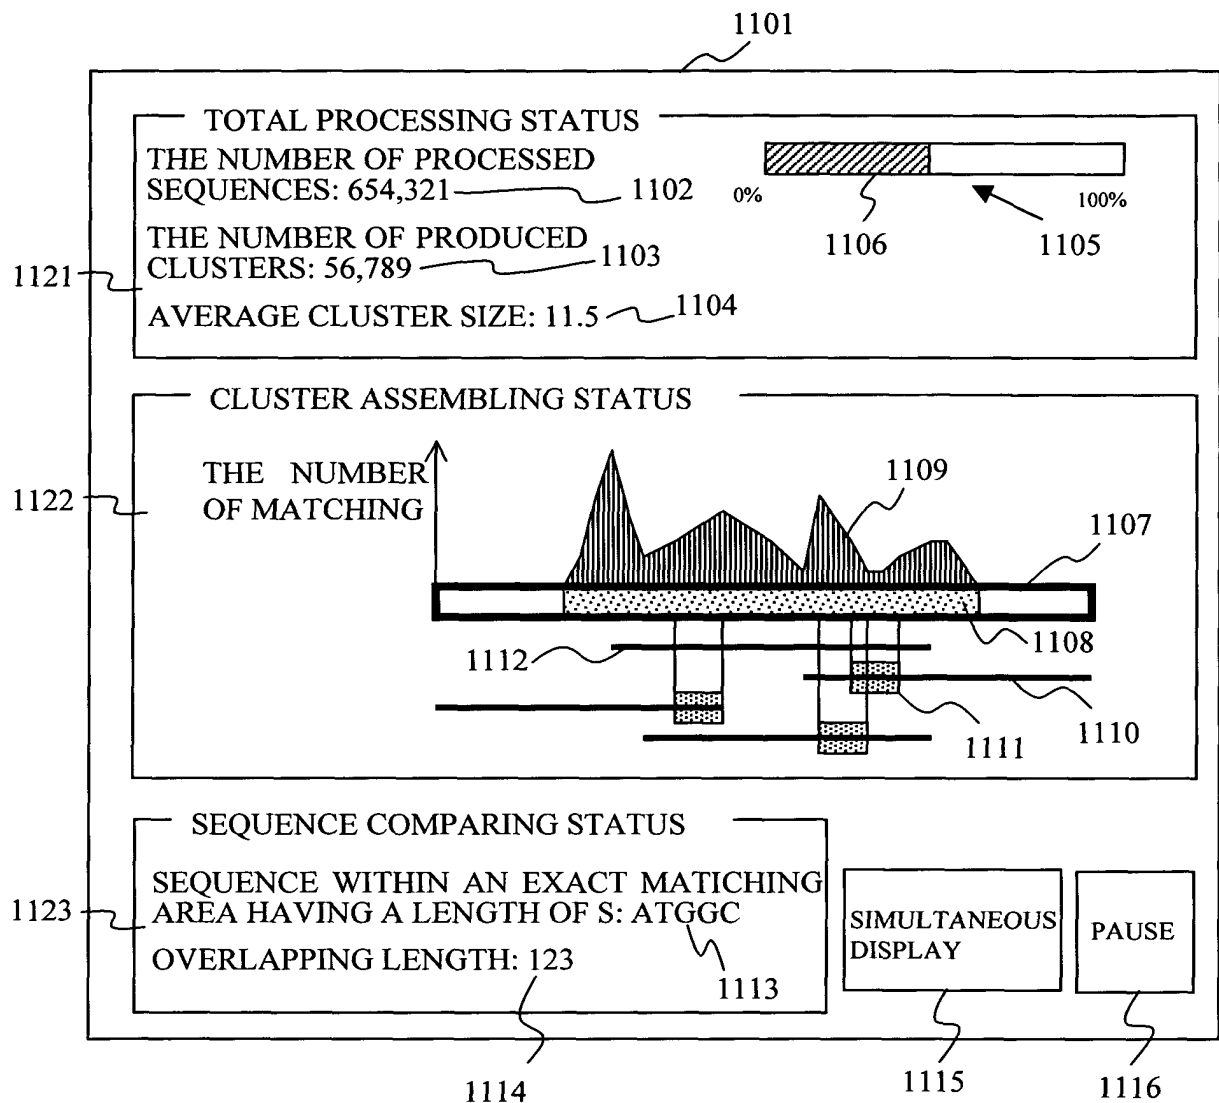 1101
TOTAL PROCESSING STATUS
THE NUMBER OF PROCESSED
SEQUENCES: 654,321
1102
0%
100%
1106
1105
THE NUMBER OF PRODUCED
CLUSTERS: 56,789
1103
1121
AVERAGE CLUSTER SIZE: 11.5
1104
CLUSTER ASSEMBLING STATUS
THE NUMBER
OF MATCHING
1122
1109
1107
1108
1112
1110
1111
SEQUENCE COMPARING STATUS
SEQUENCE WITHIN AN EXACT MATICHING
AREA HAVING A LENGTH OF S: ATGGC
1123
OVERLAPPING LENGTH: 123
1113
SIMULTANEOUS
DISPLAY
PAUSE
1114
1115
1116